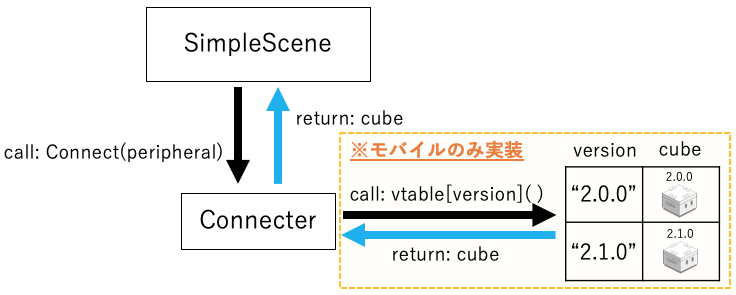 SimpleScene
return: cube
call: Connect(peripheral)
※モバイルのみ実装
version
cube
call: vtable[version]( )
Connecter
return: cube
“2.0.0”
2.0.0
“2.1.0”
2.1.0